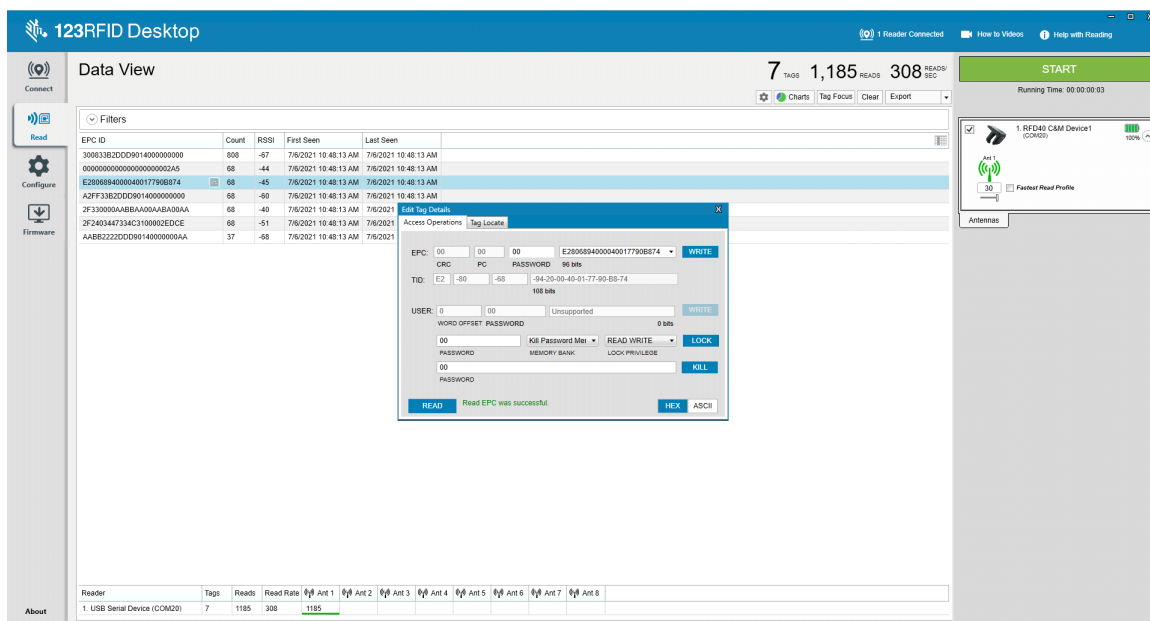 123RFID Desktop
1 Reader Connected
How to Videos
Help with Reading
Connect
Read
Configure
Firmware
About
Data View
7 TAGS 1,185 READS 308 READS/SEC
Charts Tag Focus Clear Export
START
Running Time: 00:00:00:03
Filters
EPC ID Count RSSI First Seen Last Seen
300833B2DDD9014000000000 808 -67 7/6/2021 10:48:13 AM 7/6/2021 10:48:13 AM
0000000000000000000002A5 68 -44 7/6/2021 10:48:13 AM 7/6/2021 10:48:13 AM
E2806894000040017790B874 68 -45 7/6/2021 10:48:13 AM 7/6/2021 10:48:13 AM
A2FF33B2DDD9014000000000 68 -60 7/6/2021 10:48:13 AM 7/6/2021 10:48:13 AM
2F330000AABBAA00AABA00AA 68 -40 7/6/2021 10:48:13 AM 7/6/2021
2F2403447334C3100002EDCE 68 -51 7/6/2021 10:48:13 AM 7/6/2021
AABB2222DDD90140000000AA 37 -68 7/6/2021 10:48:13 AM 7/6/2021
Edit Tag Details X
Access Operations Tag Locate
EPC: 00 00 00 E2806894000040017790B874 WRITE
CRC PC PASSWORD 96 bits
TID: E2 -80 -68 -94-20-00-40-01-77-90-B8-74
108 bits
USER: 0 00 Unsupported WRITE
WORD OFFSET PASSWORD 0 bits
00 Kill Password Me READ WRITE LOCK
PASSWORD MEMORY BANK LOCK PRIVILEGE
00 KILL
PASSWORD
READ Read EPC was successful. HEX ASCII
1. RFD40 C&M Device1
(COM20)
100%
Ant 1
30 Fastest Read Profile
Antennas
Reader Tags Reads Read Rate Ant 1 Ant 2 Ant 3 Ant 4 Ant 5 Ant 6 Ant 7 Ant 8
1. USB Serial Device (COM20) 7 1185 308 1185